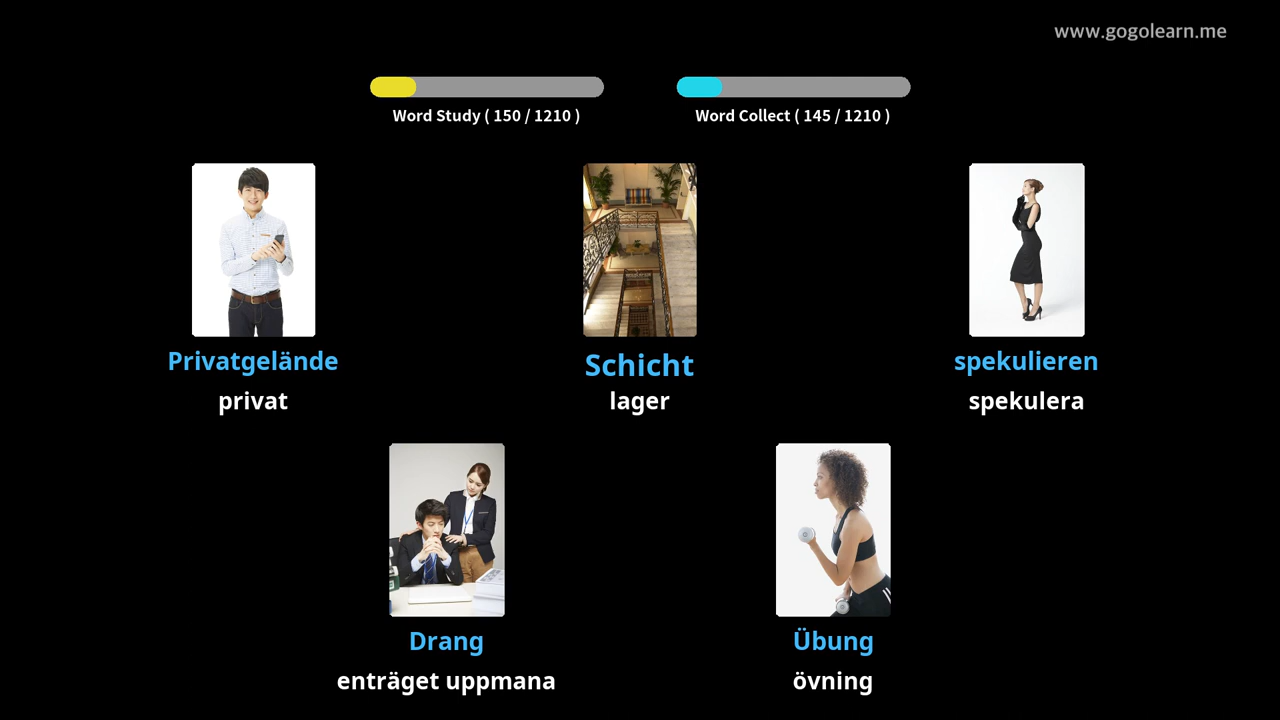 www.gogolearn.me
Word Study ( 150 / 1210 )
Word Collect ( 145 / 1210 )
Privatgelände
privat
Schicht
lager
spekulieren
spekulera
Drang
enträget uppmana
Übung
övning